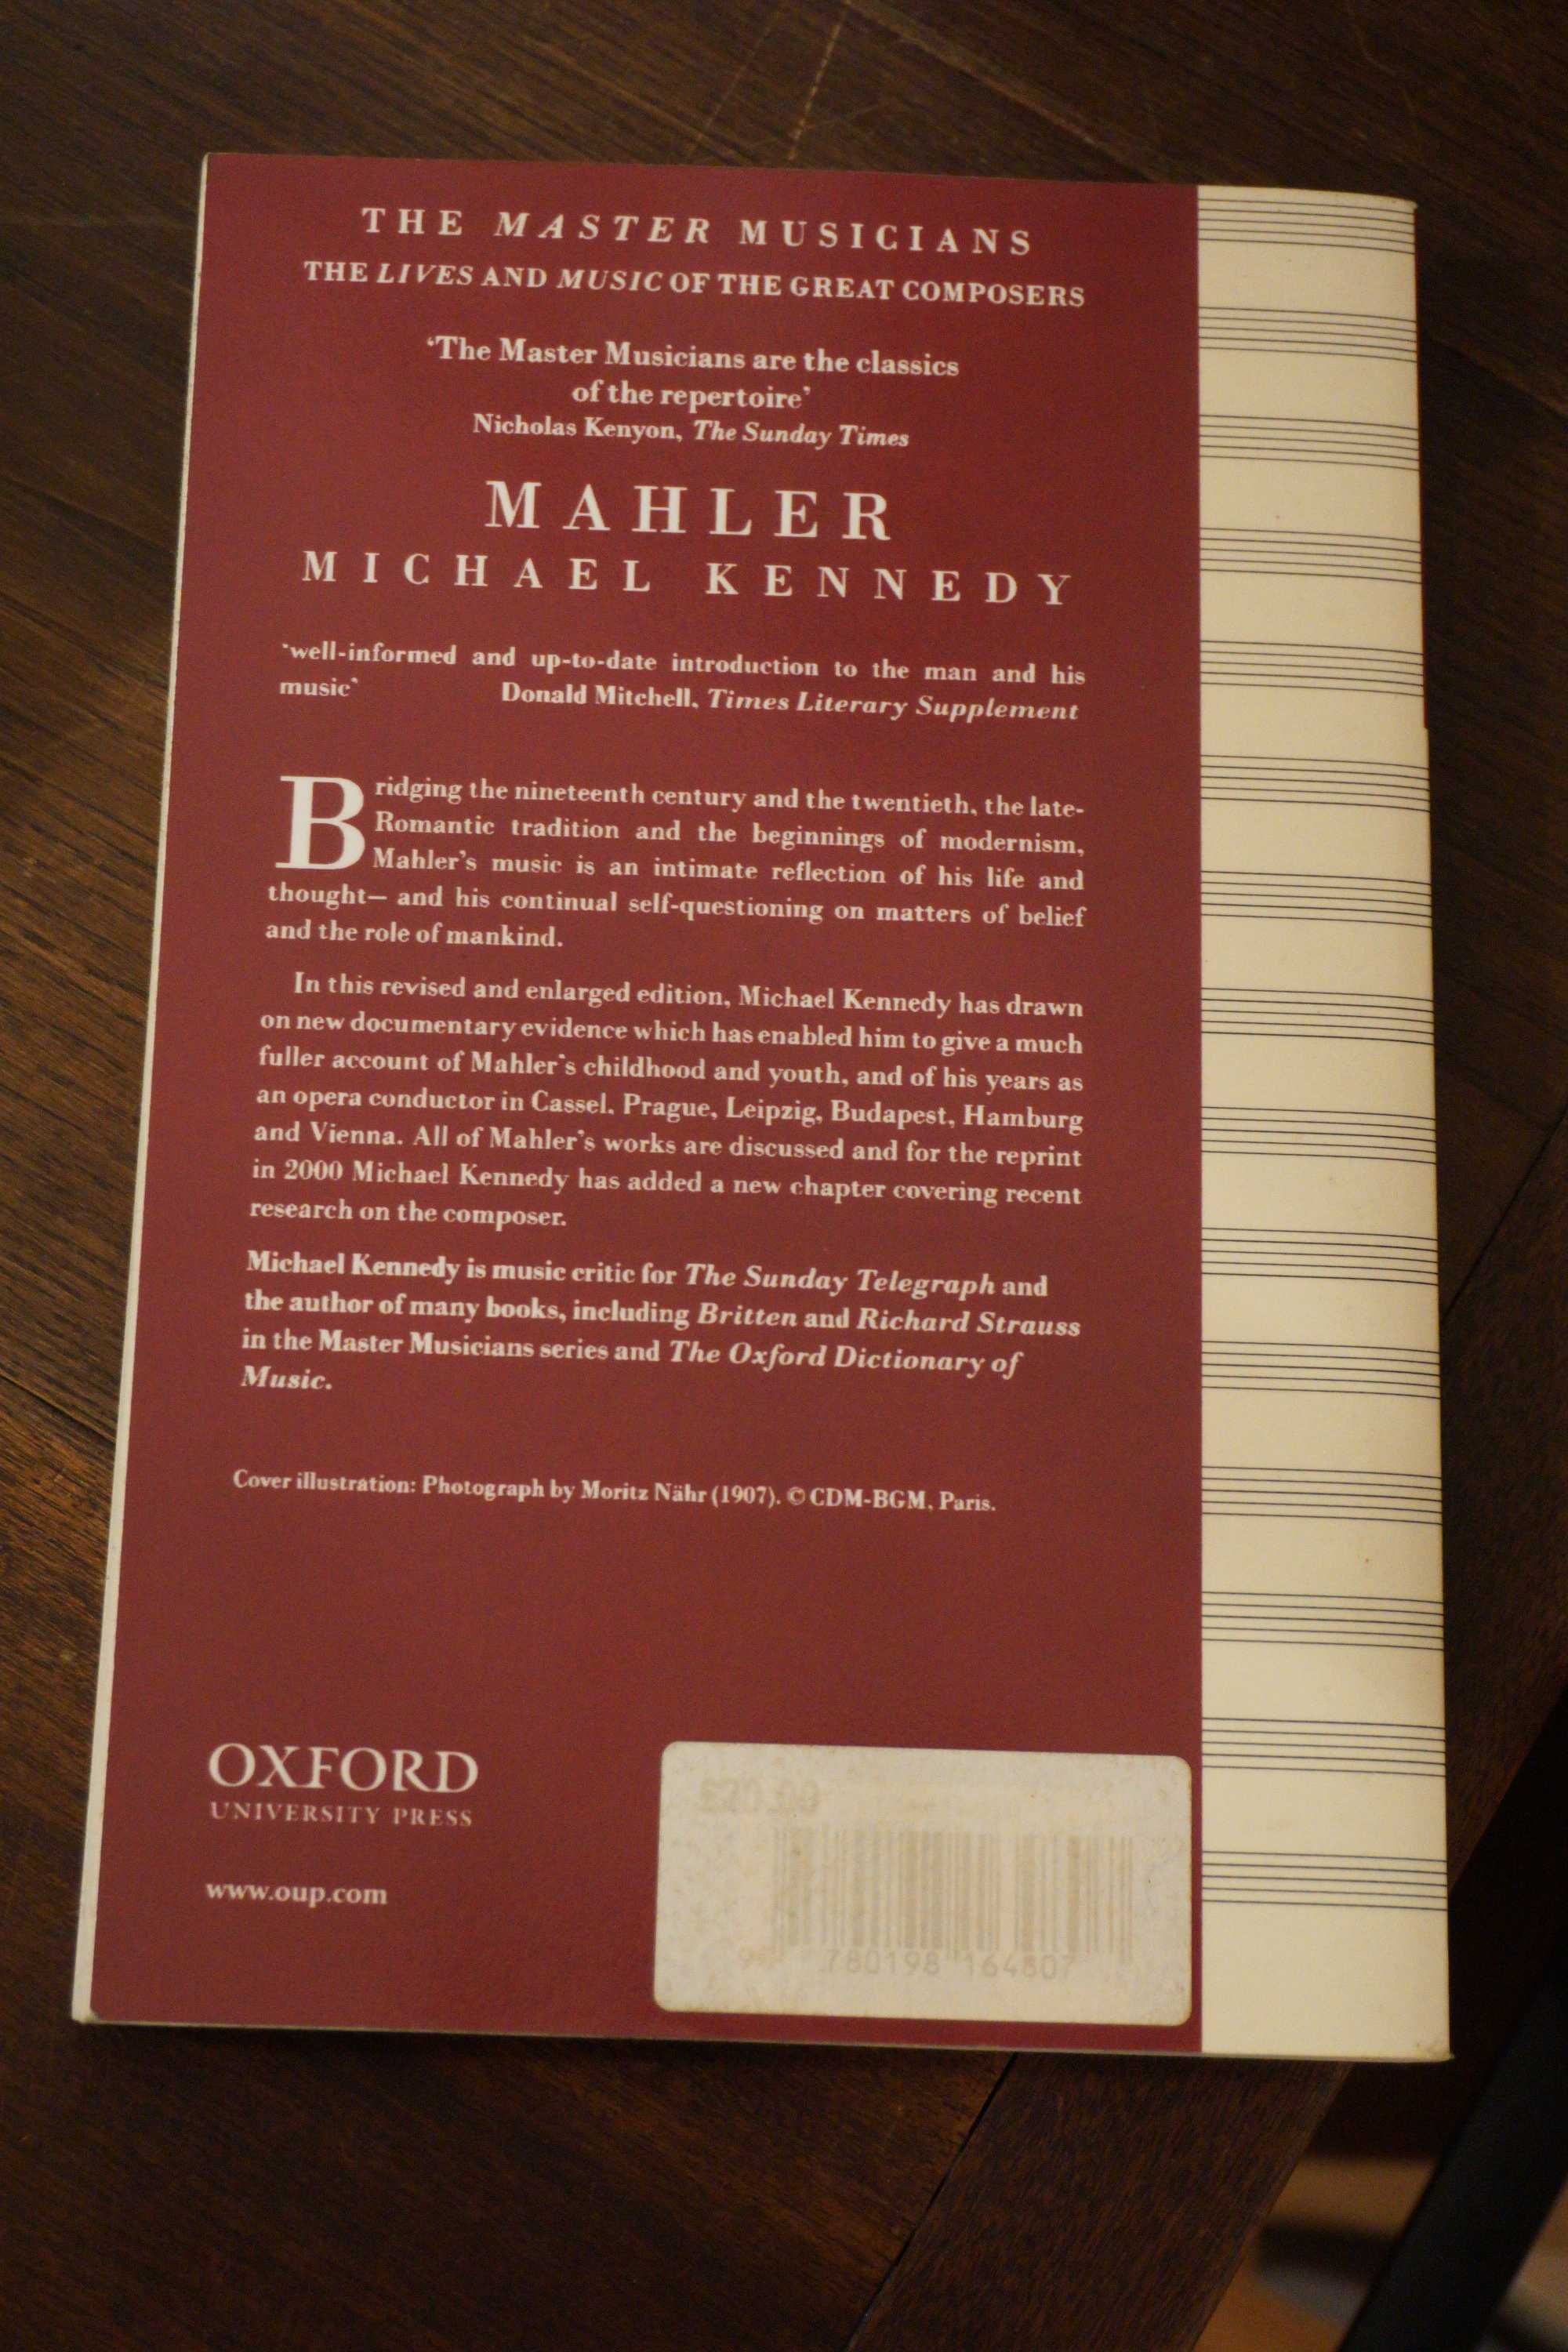 THE MASTER MUSICIANS
THE LIVES AND MUSIC OF THE GREAT COMPOSERS
‘The Master Musicians are the classics
of the repertoire’
Nicholas Kenyon, The Sunday Times
MAHLER
MICHAEL KENNEDY
‘well-informed and up-to-date introduction to the man and his
music’ Donald Mitchell, Times Literary Supplement
Bridging the nineteenth century and the twentieth, the late-
Romantic tradition and the beginnings of modernism,
Mahler’s music is an intimate reflection of his life and
thought— and his continual self-questioning on matters of belief
and the role of mankind.
In this revised and enlarged edition, Michael Kennedy has drawn
on new documentary evidence which has enabled him to give a much
fuller account of Mahler’s childhood and youth, and of his years as
an opera conductor in Cassel, Prague, Leipzig, Budapest, Hamburg
and Vienna. All of Mahler’s works are discussed and for the reprint
in 2000 Michael Kennedy has added a new chapter covering recent
research on the composer.
Michael Kennedy is music critic for The Sunday Telegraph and
the author of many books, including Britten and Richard Strauss
in the Master Musicians series and The Oxford Dictionary of
Music.
Cover illustration: Photograph by Moritz Nähr (1907). © CDM-BGM, Paris.
OXFORD
UNIVERSITY PRESS
www.oup.com
9 780198 164807